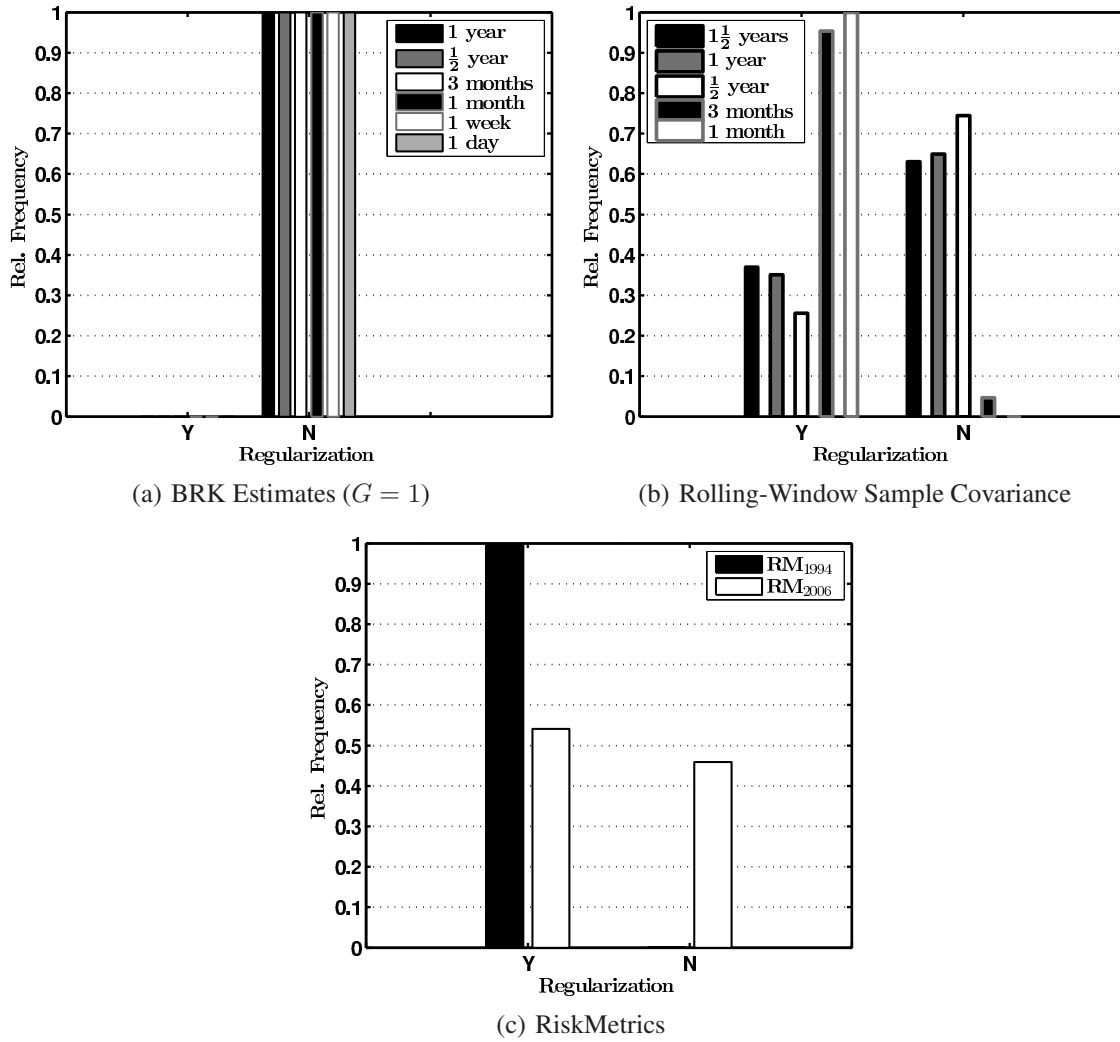 1
0.9
0.8
0.7
0.6
0.5
0.4
0.3
0.2
0.1
0
Rel. Frequency
1 year
½ year
3 months
1 month
1 week
1 day
Y
N
Regularization
(a) BRK Estimates (G = 1)
1
0.9
0.8
0.7
0.6
0.5
0.4
0.3
0.2
0.1
0
Rel. Frequency
1½ years
1 year
½ year
3 months
1 month
Y
N
Regularization
(b) Rolling-Window Sample Covariance
1
0.9
0.8
0.7
0.6
0.5
0.4
0.3
0.2
0.1
0
Rel. Frequency
RM₁₉₉₄
RM₂₀₀₆
Y
N
Regularization
(c) RiskMetrics